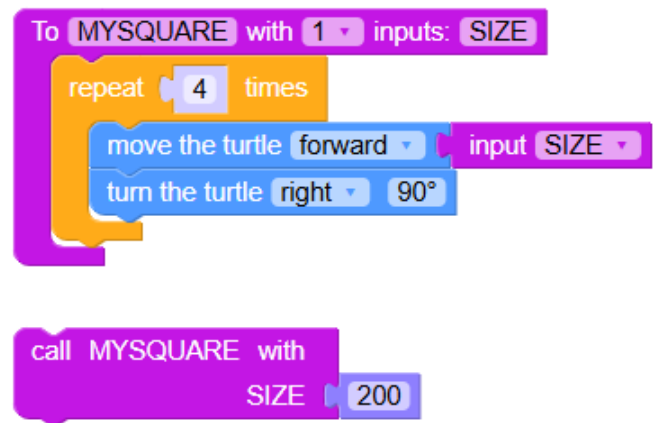 To MYSQUARE with 1 inputs: SIZE
repeat 4 times
move the turtle forward input SIZE
turn the turtle right 90°
call MYSQUARE with
SIZE 200